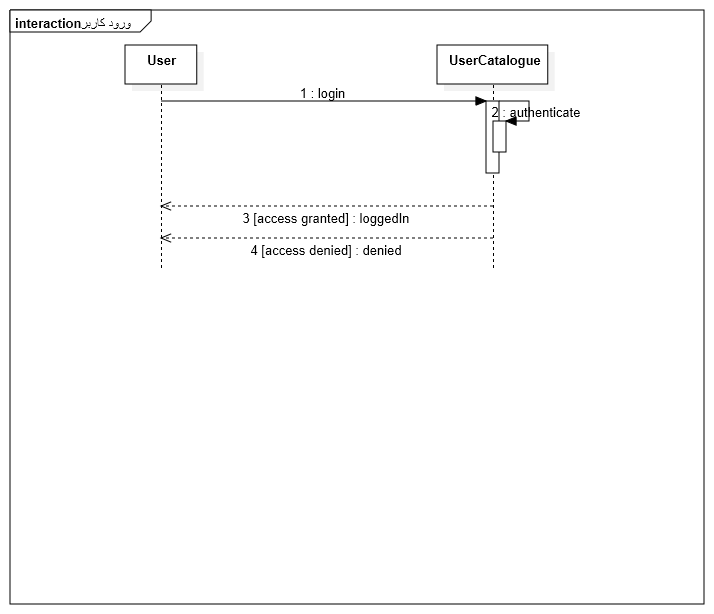 interaction ورود کاربر
User
UserCatalogue
1 : login
2 : authenticate
3 [access granted] : loggedIn
4 [access denied] : denied